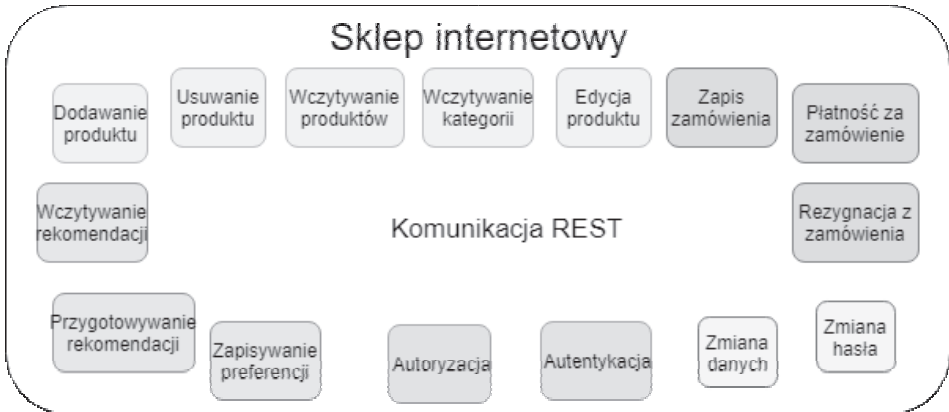 Sklep internetowy
Dodawanie
produktu
Usuwanie
produktu
Wczytywanie
produktów
Wczytywanie
kategorii
Edycja
produktu
Zapis
zamówienia
Płatność za
zamówienie
Wczytywanie
rekomendacji
Komunikacja REST
Rezygnacja z
zamówienia
Przygotowywanie
rekomendacji
Zapisywanie
preferencji
Autoryzacja
Autentykacja
Zmiana
danych
Zmiana
hasła